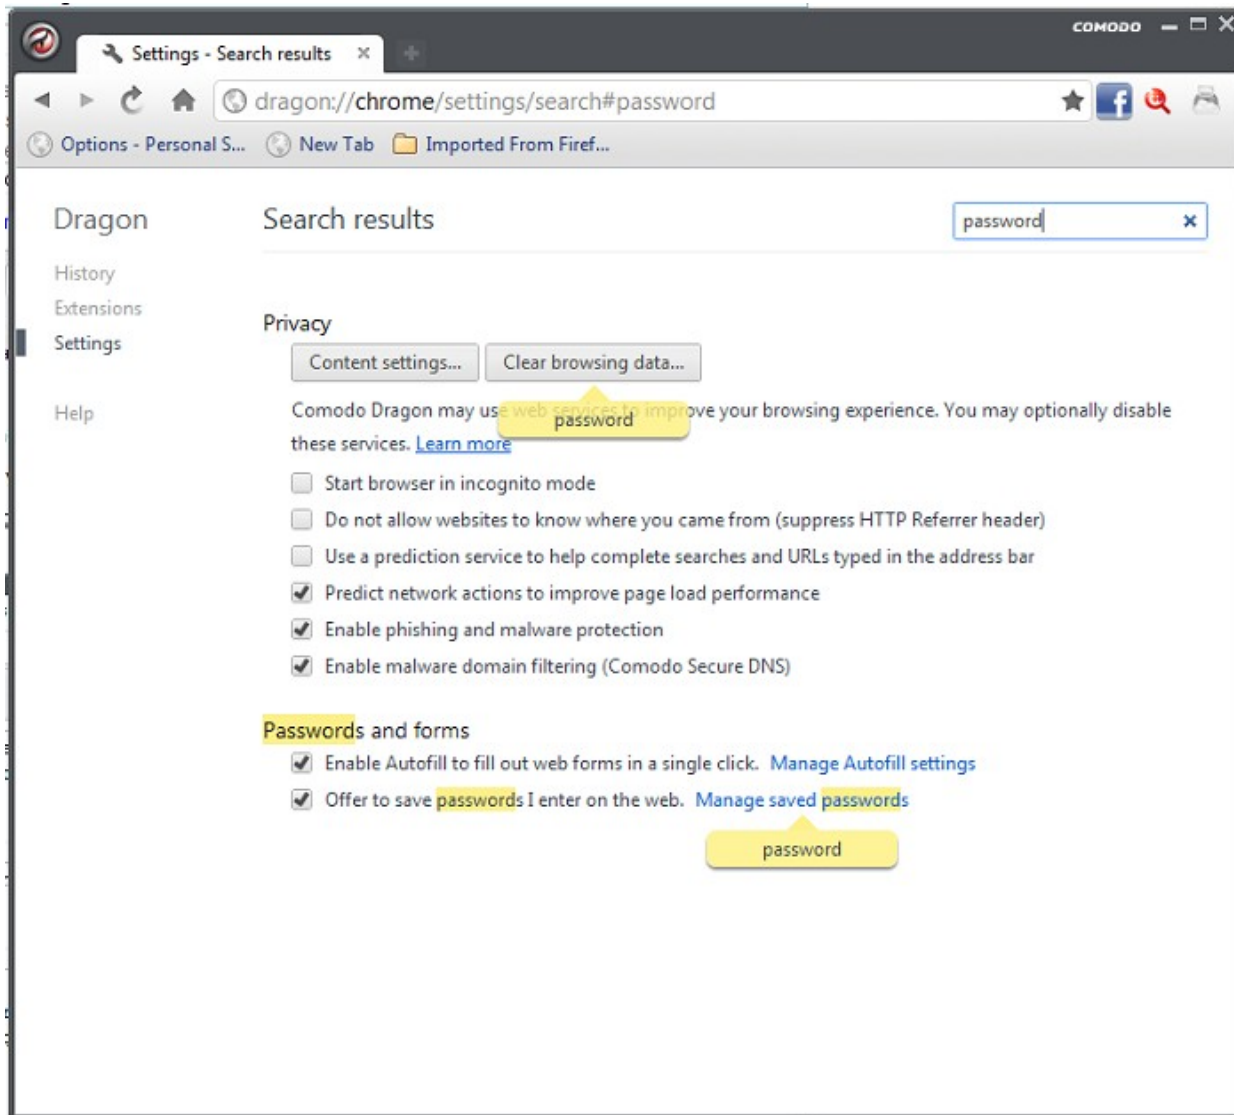 COMODO
Settings - Search results
dragon://chrome/settings/search#password
Options - Personal S... New Tab Imported From Firef...
Dragon
Search results
password
History
Extensions
Settings
Help
Privacy
Content settings...
Clear browsing data...
Comodo Dragon may use web services to improve your browsing experience. You may optionally disable
password
these services. Learn more
Start browser in incognito mode
Do not allow websites to know where you came from (suppress HTTP Referrer header)
Use a prediction service to help complete searches and URLs typed in the address bar
Predict network actions to improve page load performance
Enable phishing and malware protection
Enable malware domain filtering (Comodo Secure DNS)
Passwords and forms
Enable Autofill to fill out web forms in a single click. Manage Autofill settings
Offer to save passwords I enter on the web. Manage saved passwords
password